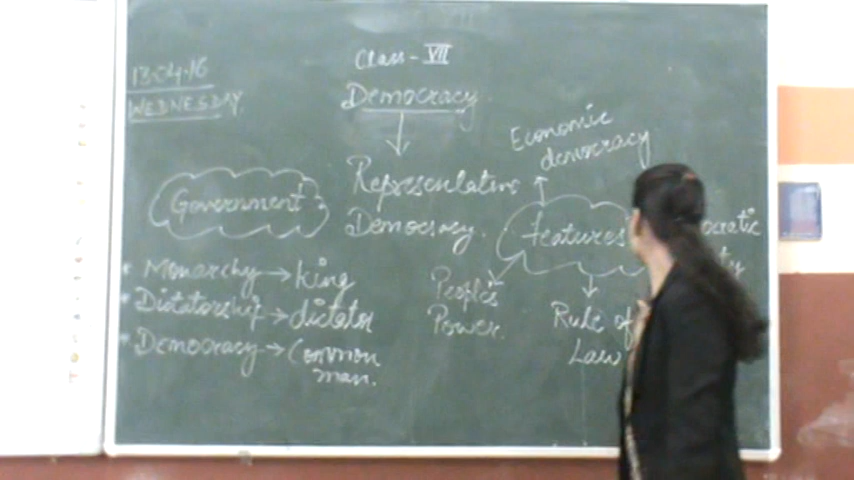 13.04.16
WEDNESDAY
Class - VII
Democracy
Representative
Democracy.
Government:
* Monarchy → king
* Dictatorship → dictator
* Democracy → Common
man.
Economic
democracy
features
People's
Power.
Rule of
Law